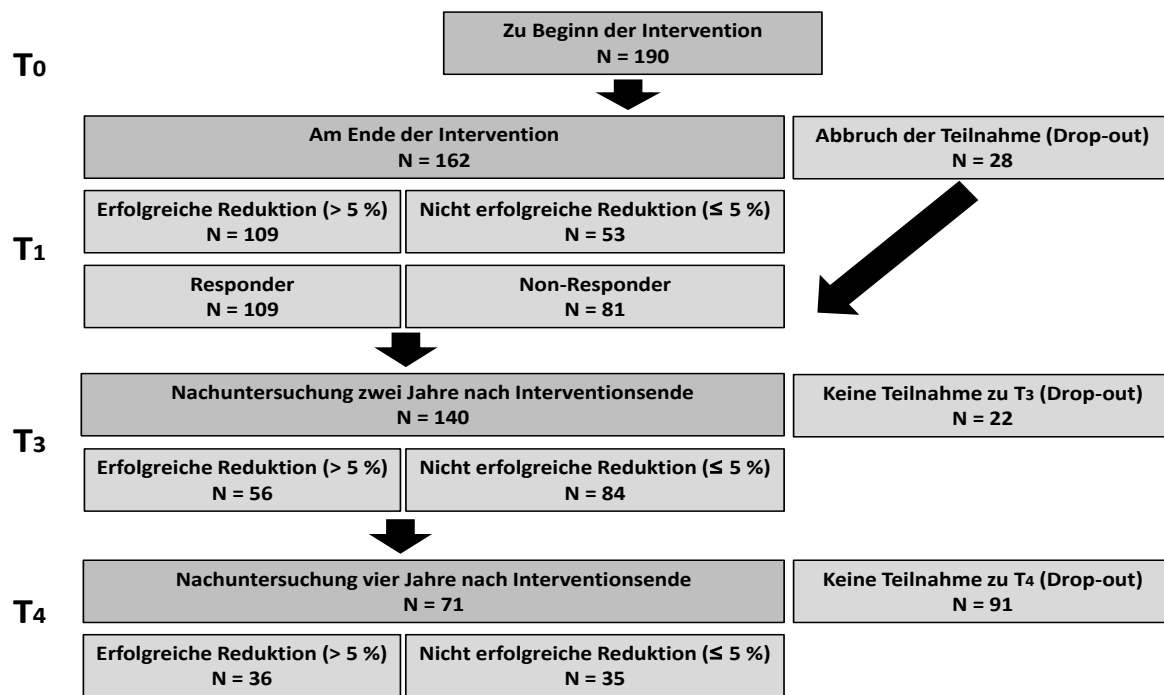 Zu Beginn der Intervention
N = 190
T0
Am Ende der Intervention
N = 162
Abbruch der Teilnahme (Drop-out)
N = 28
Erfolgreiche Reduktion (> 5 %)
N = 109
Nicht erfolgreiche Reduktion (≤ 5 %)
N = 53
T1
Responder
N = 109
Non-Responder
N = 81
Nachuntersuchung zwei Jahre nach Interventionsende
N = 140
Keine Teilnahme zu T3 (Drop-out)
N = 22
T3
Erfolgreiche Reduktion (> 5 %)
N = 56
Nicht erfolgreiche Reduktion (≤ 5 %)
N = 84
Nachuntersuchung vier Jahre nach Interventionsende
N = 71
Keine Teilnahme zu T4 (Drop-out)
N = 91
T4
Erfolgreiche Reduktion (> 5 %)
N = 36
Nicht erfolgreiche Reduktion (≤ 5 %)
N = 35